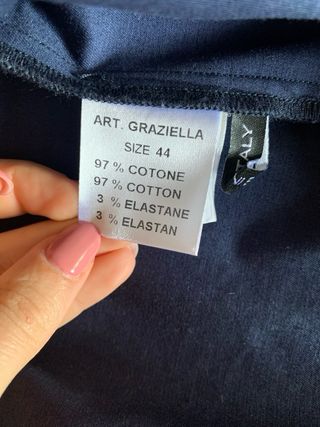 ART. GRAZIELLA
SIZE 44
97 % COTONE
97 % COTTON
3 % ELASTANE
3 % ELASTAN